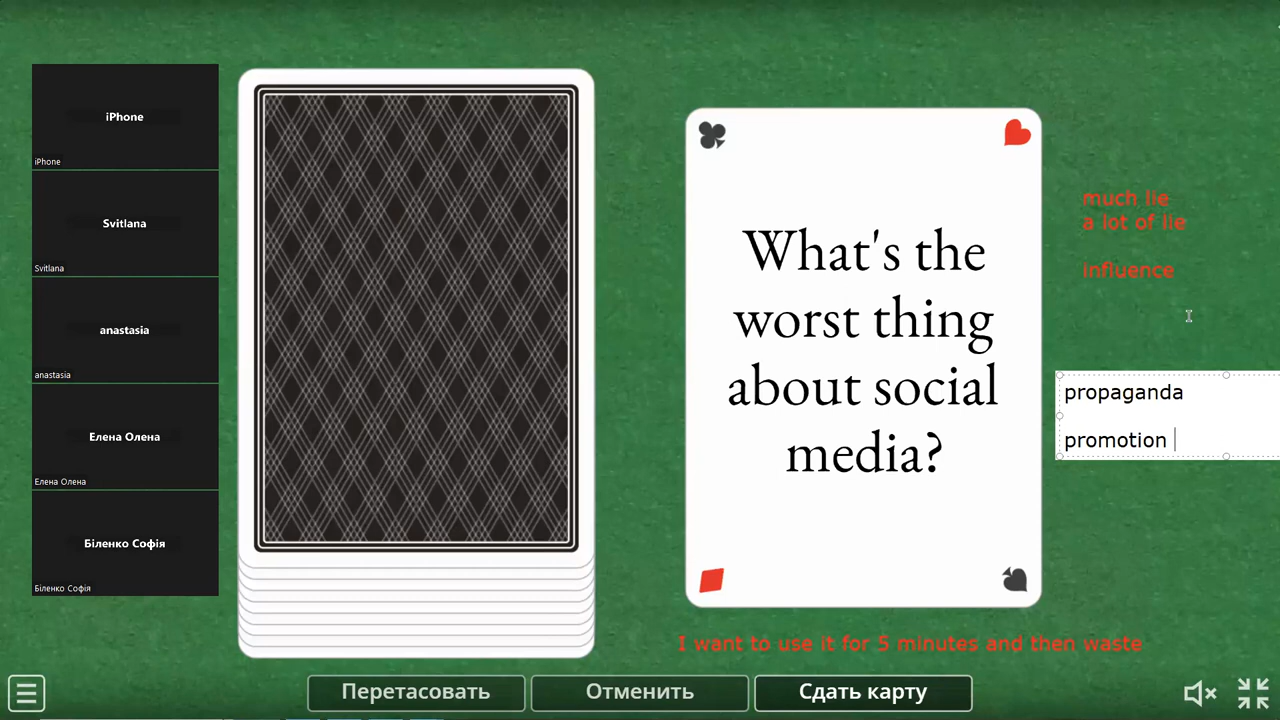 iPhone
iPhone
Svitlana
Svitlana
anastasia
anastasia
Елена Олена
Елена Олена
Біленко Софія
Біленко Софія
What's the
worst thing
about social
media?
much lie
a lot of lie
influence
propaganda
promotion
I want to use it for 5 minutes and then waste
Перетасовать
Отменить
Сдать карту